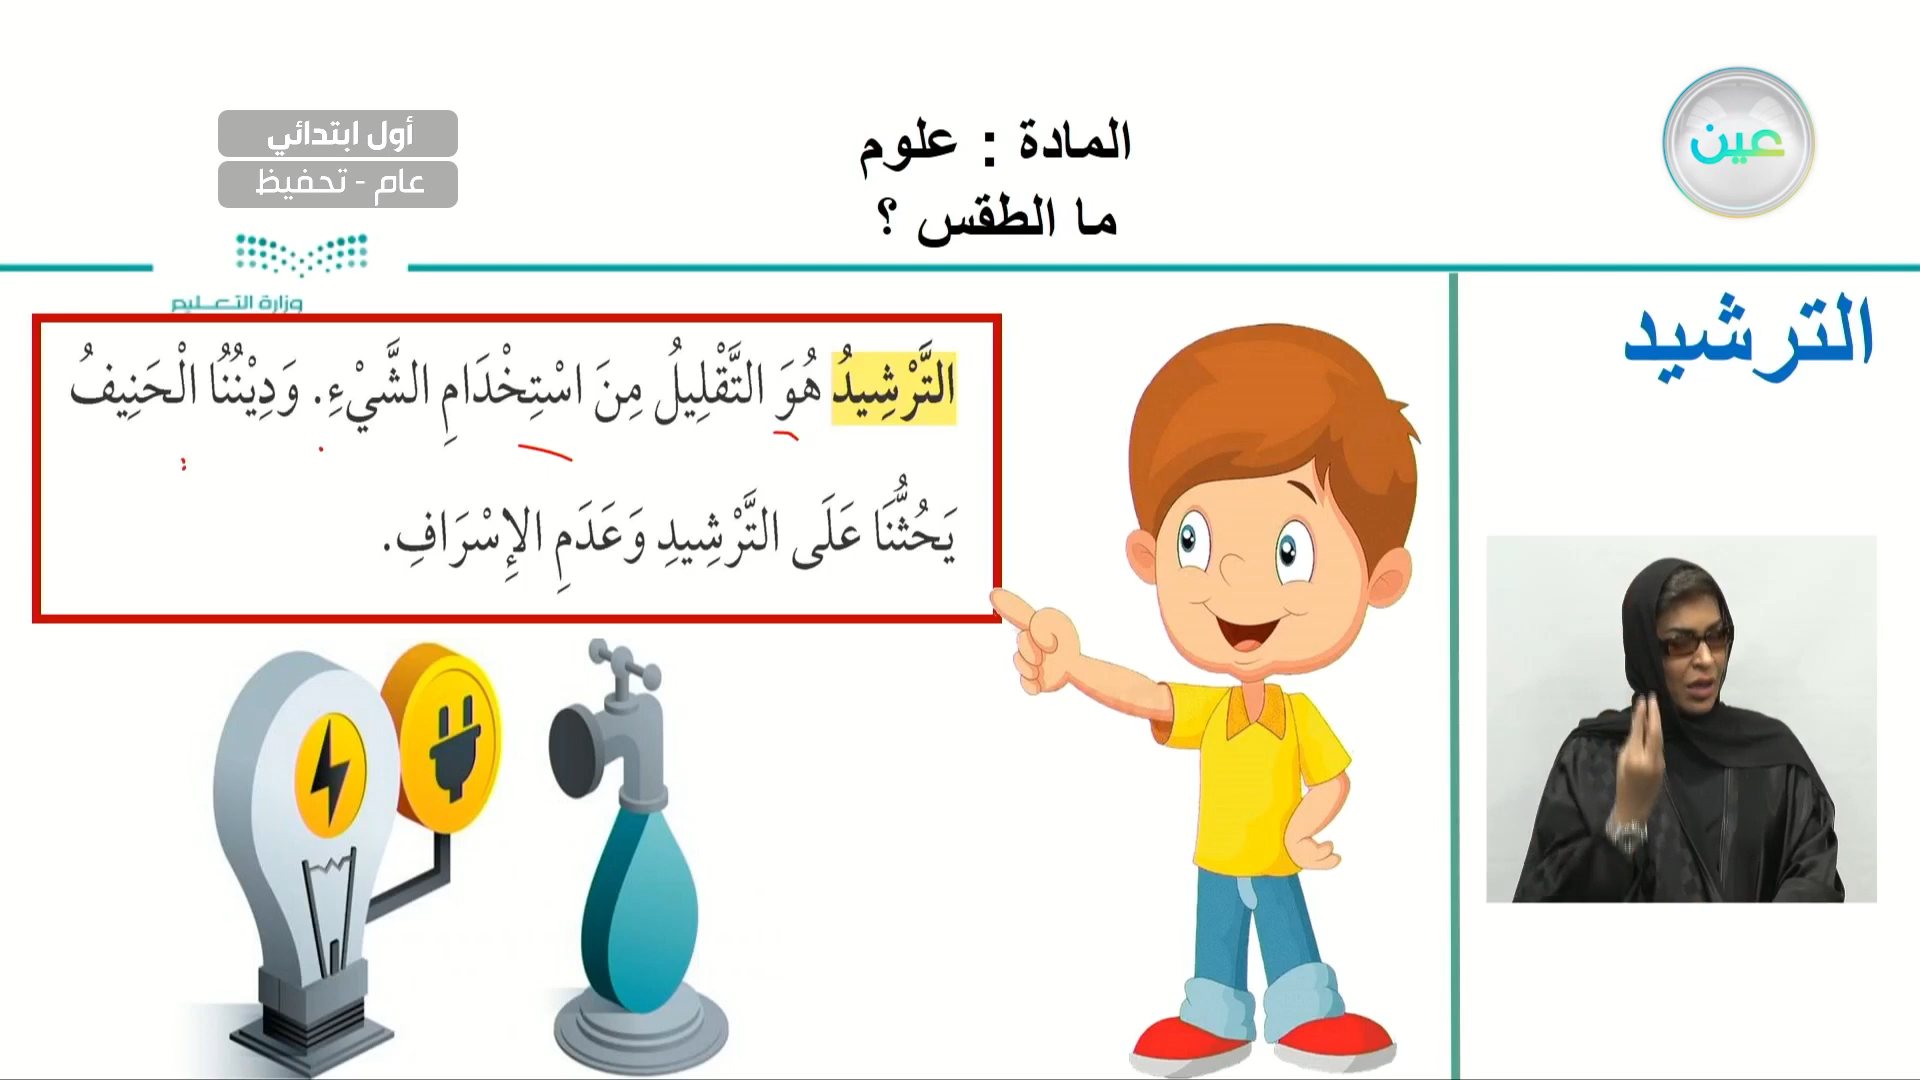 المادة : علوم
ما الطقس ؟
عين
أول ابتدائي
عام - تحفيظ
وزارة التعليم
الترشيد
التَّرْشِيدُ هُوَ التَّقْلِيلُ مِنَ اسْتِخْدَامِ الشَّيْءِ. وَدِيْنُنُا الْحَنِيفُ
يَحُثُّنَا عَلَى التَّرْشِيدِ وَعَدَمِ الإِسْرَافِ.